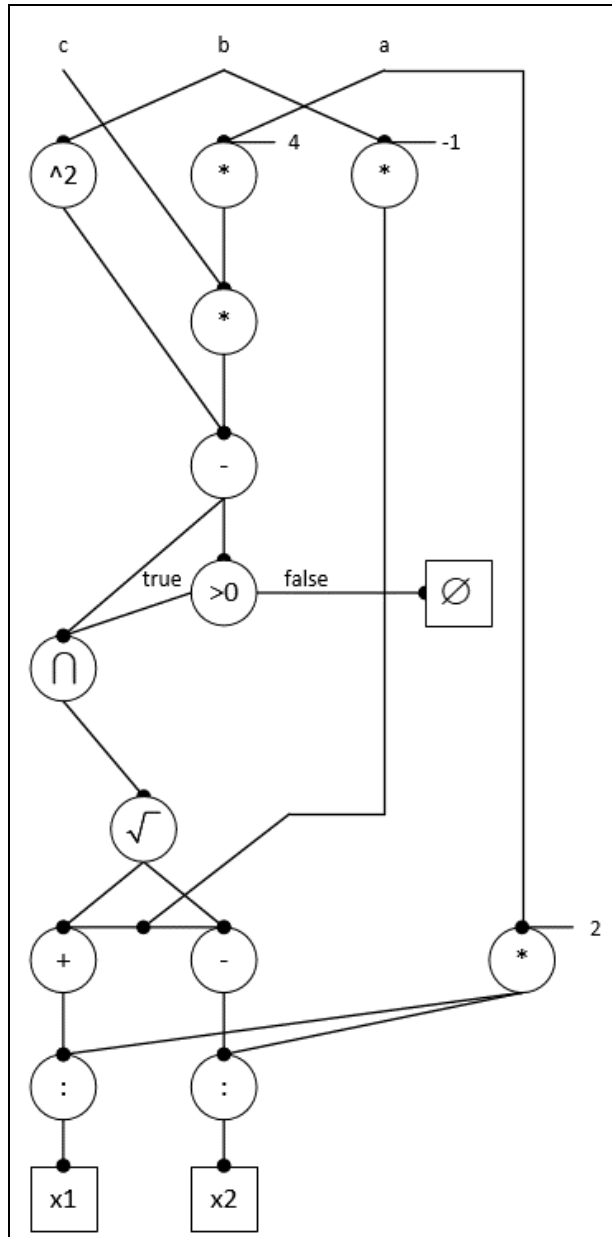 c b a
^2 * 4 * -1
*
-
true >0 false ∅
∩
√
+ - * 2
: :
x1 x2